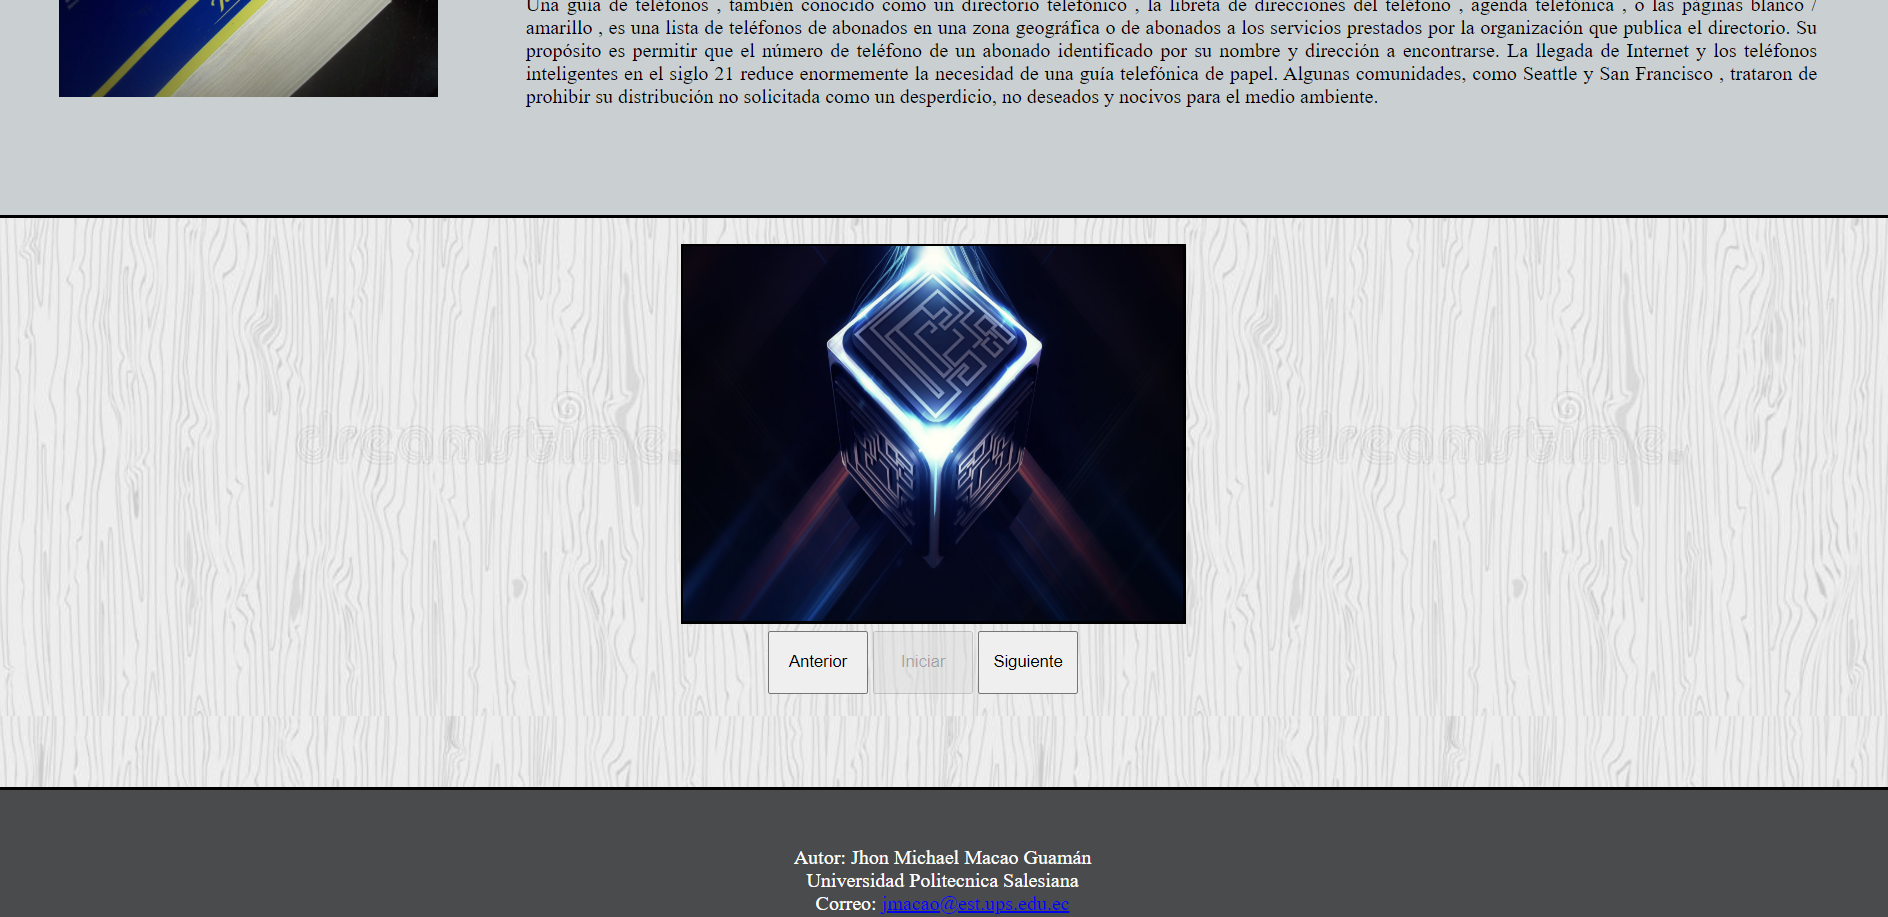 Una guía de teléfonos , también conocido como un directorio telefónico , la libreta de direcciones del teléfono , agenda telefónica , o las páginas blanco /
amarillo , es una lista de teléfonos de abonados en una zona geográfica o de abonados a los servicios prestados por la organización que publica el directorio. Su
propósito es permitir que el número de teléfono de un abonado identificado por su nombre y dirección a encontrarse. La llegada de Internet y los teléfonos
inteligentes en el siglo 21 reduce enormemente la necesidad de una guía telefónica de papel. Algunas comunidades, como Seattle y San Francisco , trataron de
prohibir su distribución no solicitada como un desperdicio, no deseados y nocivos para el medio ambiente.
dreamstime.
dreamstime.
Anterior
Iniciar
Siguiente
Autor: Jhon Michael Macao Guamán
Universidad Politecnica Salesiana
Correo: jmacao@est.ups.edu.ec